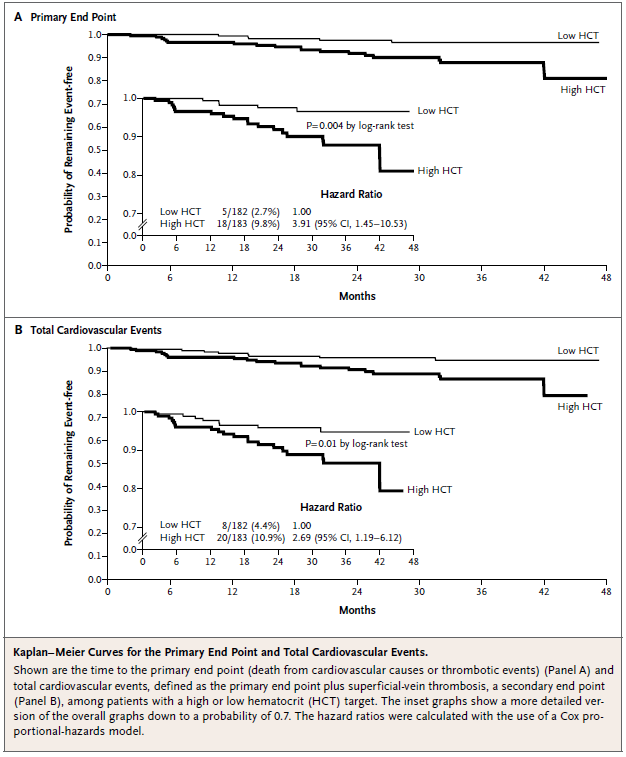 A Primary End Point
Probability of Remaining Event-free
1.0
0.9
0.8
0.7
0.6
0.5
0.4
0.3
0.2
0.1
0.0
Low HCT
High HCT
1.0
0.9
0.8
0.7
0.0
Low HCT
P=0.004 by log-rank test
High HCT
Hazard Ratio
Low HCT 5/182 (2.7%) 1.00
High HCT 18/183 (9.8%) 3.91 (95% CI, 1.45–10.53)
0 6 12 18 24 30 36 42 48
0 6 12 18 24 30 36 42 48
Months
B Total Cardiovascular Events
Probability of Remaining Event-free
1.0
0.9
0.8
0.7
0.6
0.5
0.4
0.3
0.2
0.1
0.0
Low HCT
High HCT
1.0
0.9
0.8
0.7
0.0
Low HCT
P=0.01 by log-rank test
High HCT
Hazard Ratio
Low HCT 8/182 (4.4%) 1.00
High HCT 20/183 (10.9%) 2.69 (95% CI, 1.19–6.12)
0 6 12 18 24 30 36 42 48
0 6 12 18 24 30 36 42 48
Months
Kaplan–Meier Curves for the Primary End Point and Total Cardiovascular Events.
Shown are the time to the primary end point (death from cardiovascular causes or thrombotic events) (Panel A) and
total cardiovascular events, defined as the primary end point plus superficial-vein thrombosis, a secondary end point
(Panel B), among patients with a high or low hematocrit (HCT) target. The inset graphs show a more detailed ver-
sion of the overall graphs down to a probability of 0.7. The hazard ratios were calculated with the use of a Cox pro-
portional-hazards model.